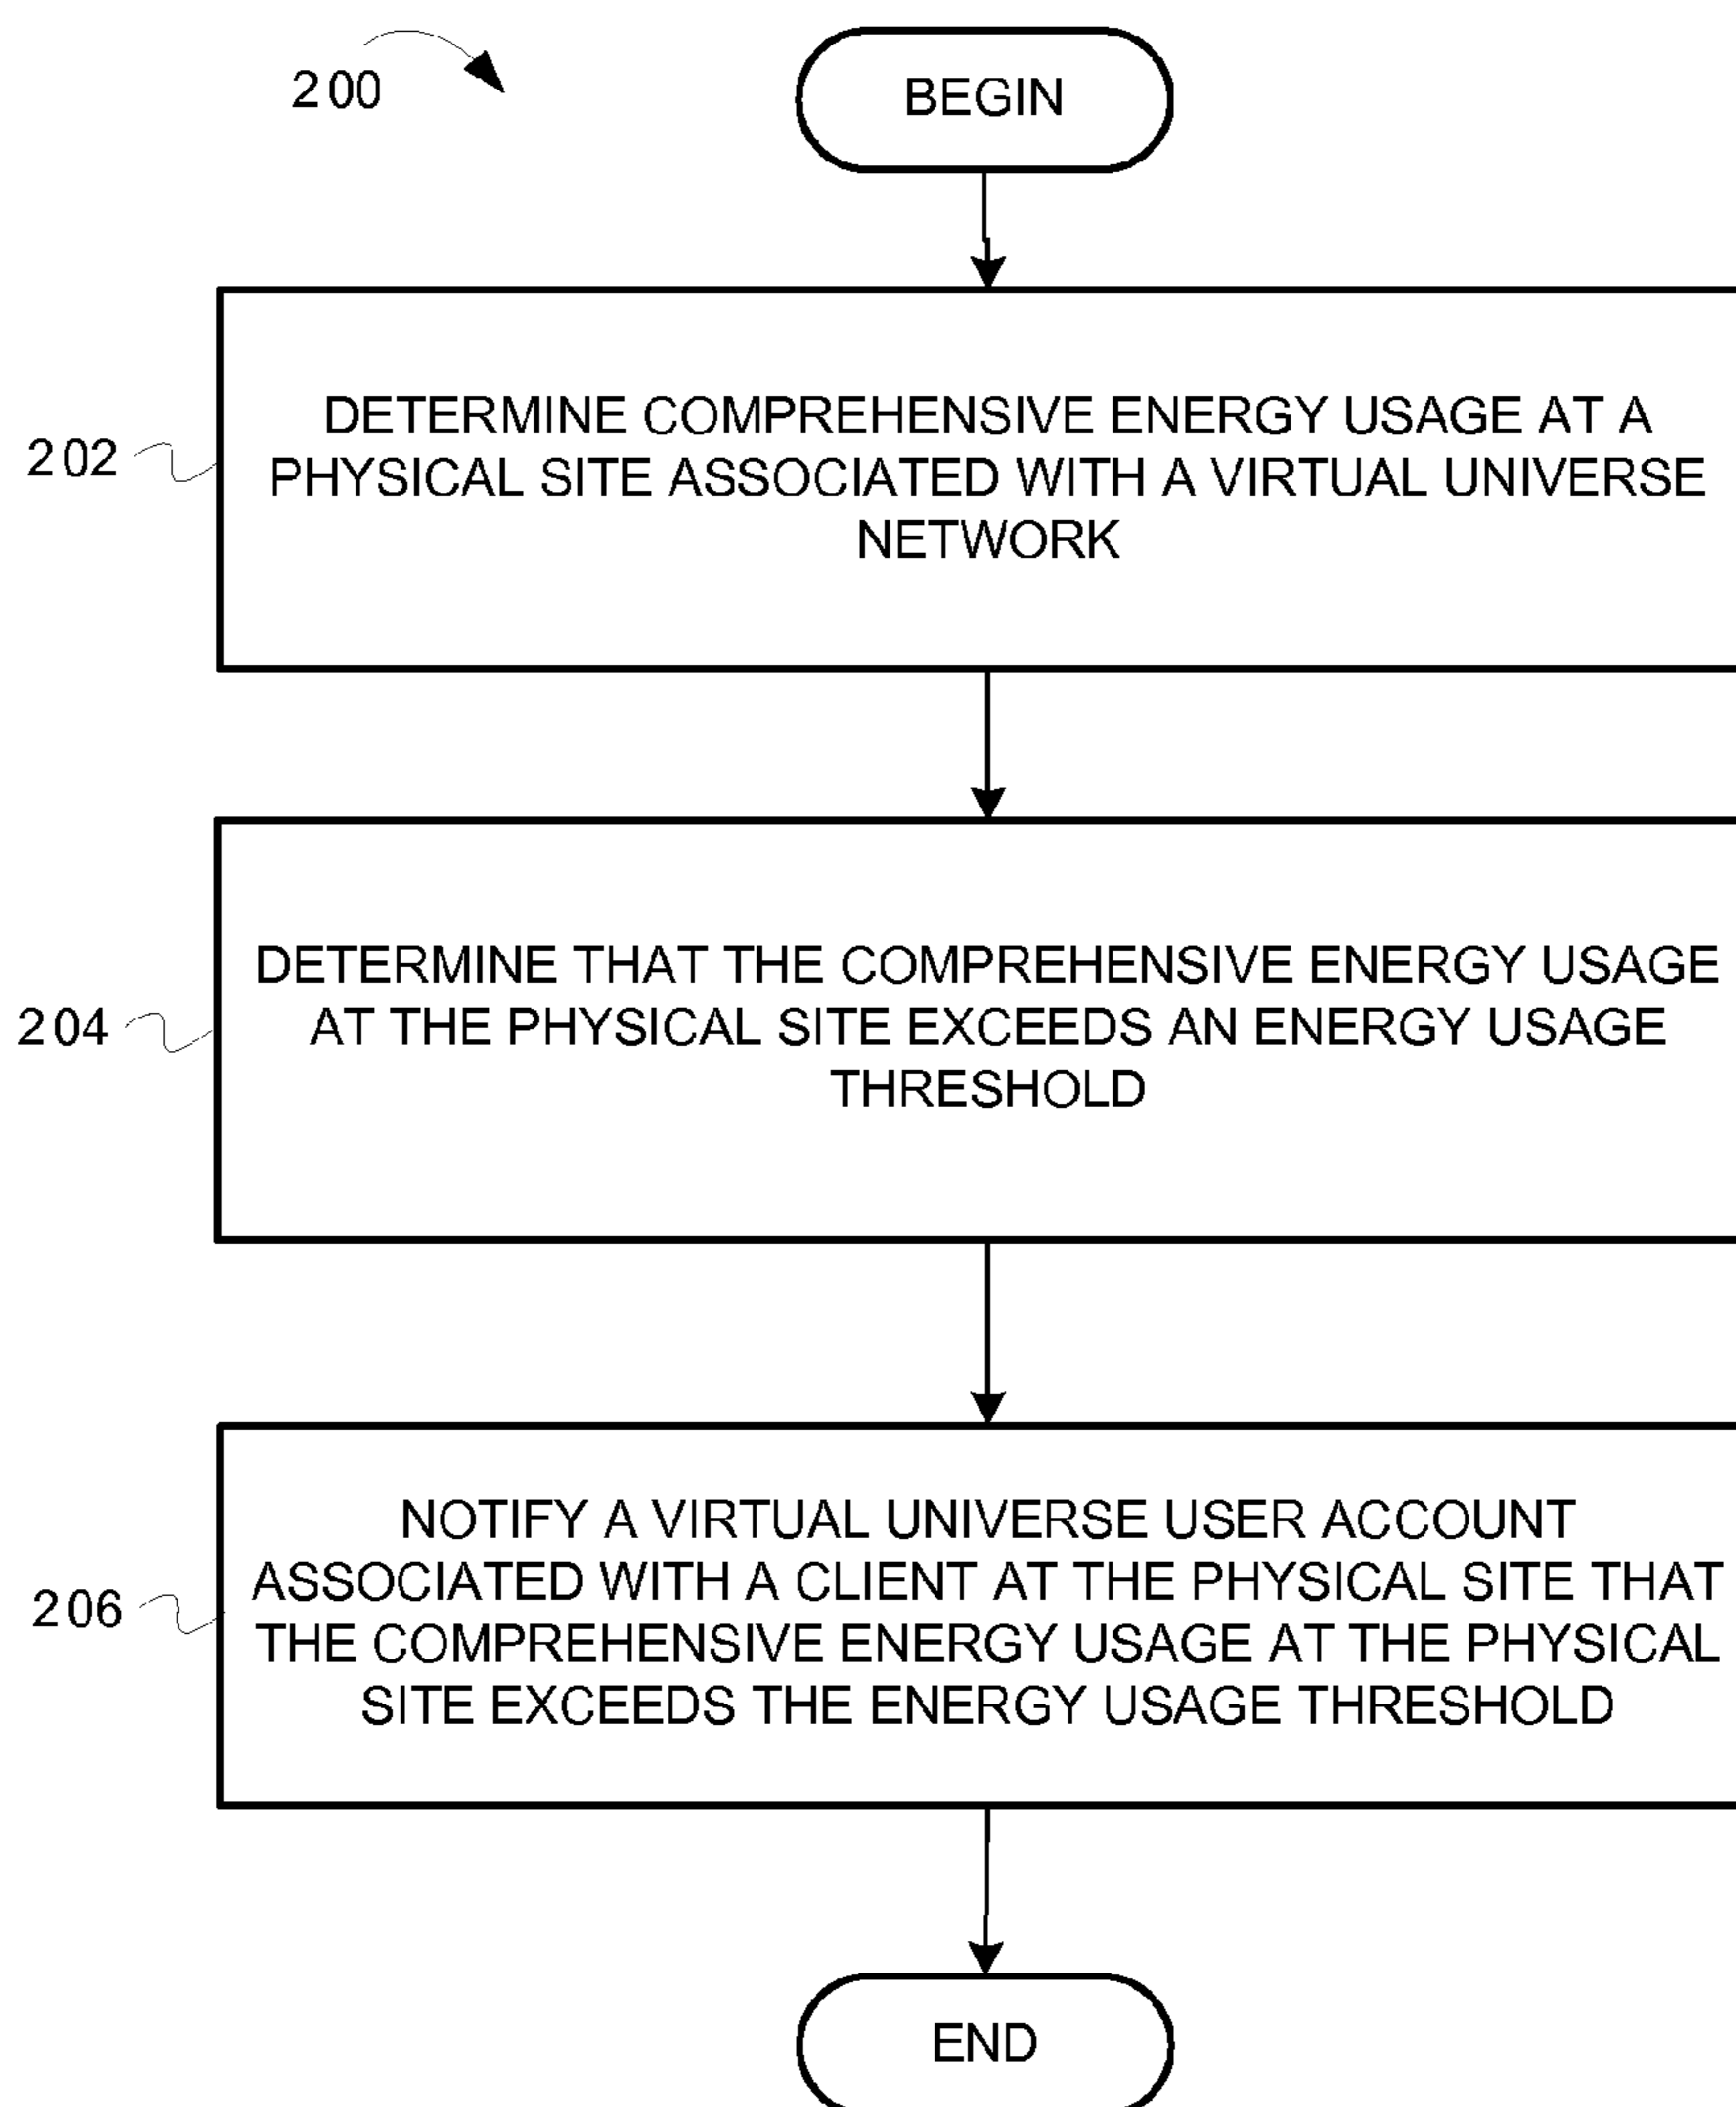 200
BEGIN
202
DETERMINE COMPREHENSIVE ENERGY USAGE AT A
PHYSICAL SITE ASSOCIATED WITH A VIRTUAL UNIVERSE
NETWORK
204
DETERMINE THAT THE COMPREHENSIVE ENERGY USAGE
AT THE PHYSICAL SITE EXCEEDS AN ENERGY USAGE
THRESHOLD
206
NOTIFY A VIRTUAL UNIVERSE USER ACCOUNT
ASSOCIATED WITH A CLIENT AT THE PHYSICAL SITE THAT
THE COMPREHENSIVE ENERGY USAGE AT THE PHYSICAL
SITE EXCEEDS THE ENERGY USAGE THRESHOLD
END